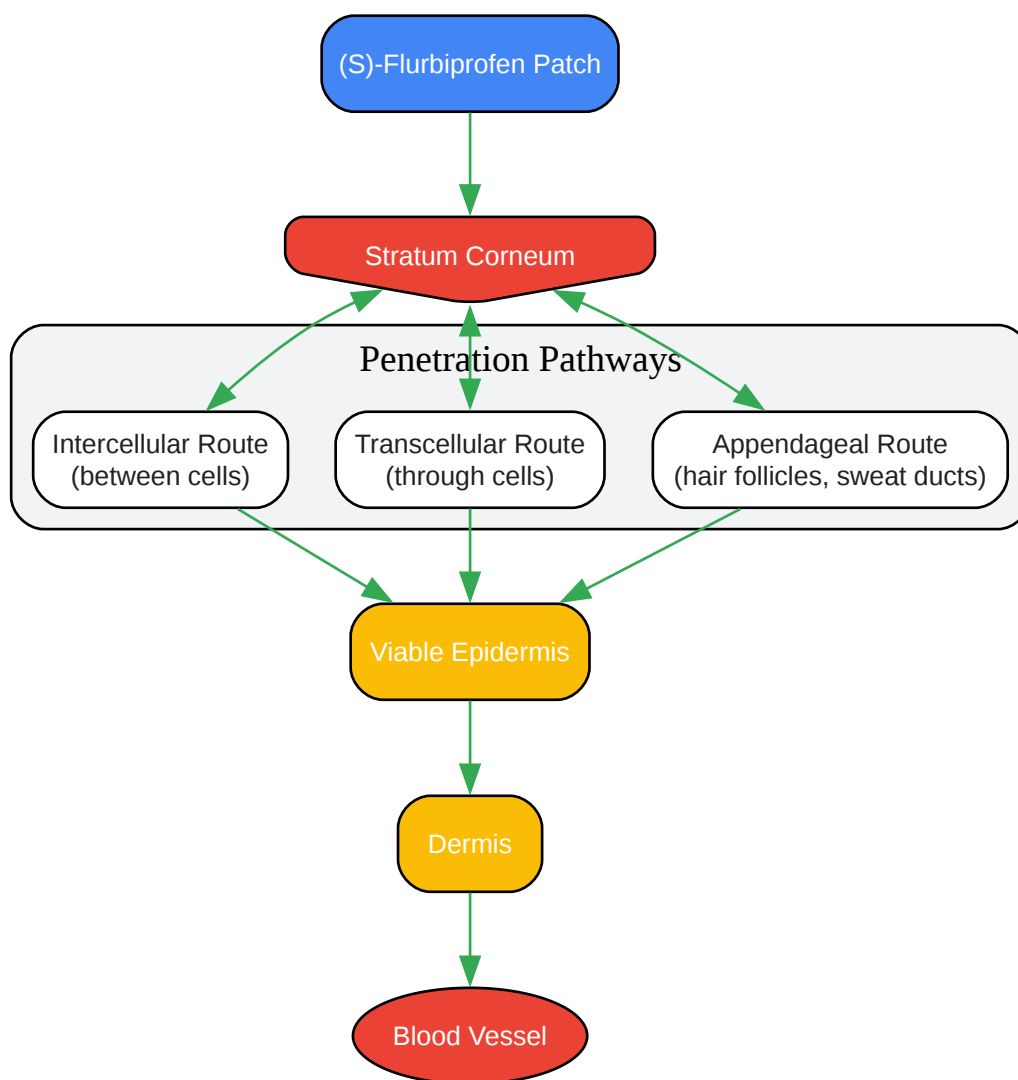 (S)-Flurbiprofen Patch
Stratum Corneum
Penetration Pathways
Intercellular Route
(between cells)
Transcellular Route
(through cells)
Appendageal Route
(hair follicles, sweat ducts)
Viable Epidermis
Dermis
Blood Vessel